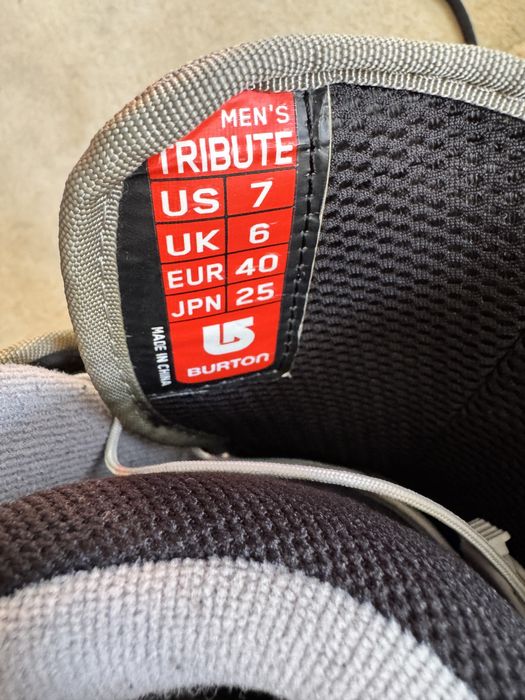 MEN'S
TRIBUTE
US 7
UK 6
EUR 40
JPN 25
BURTON
MADE IN CHINA